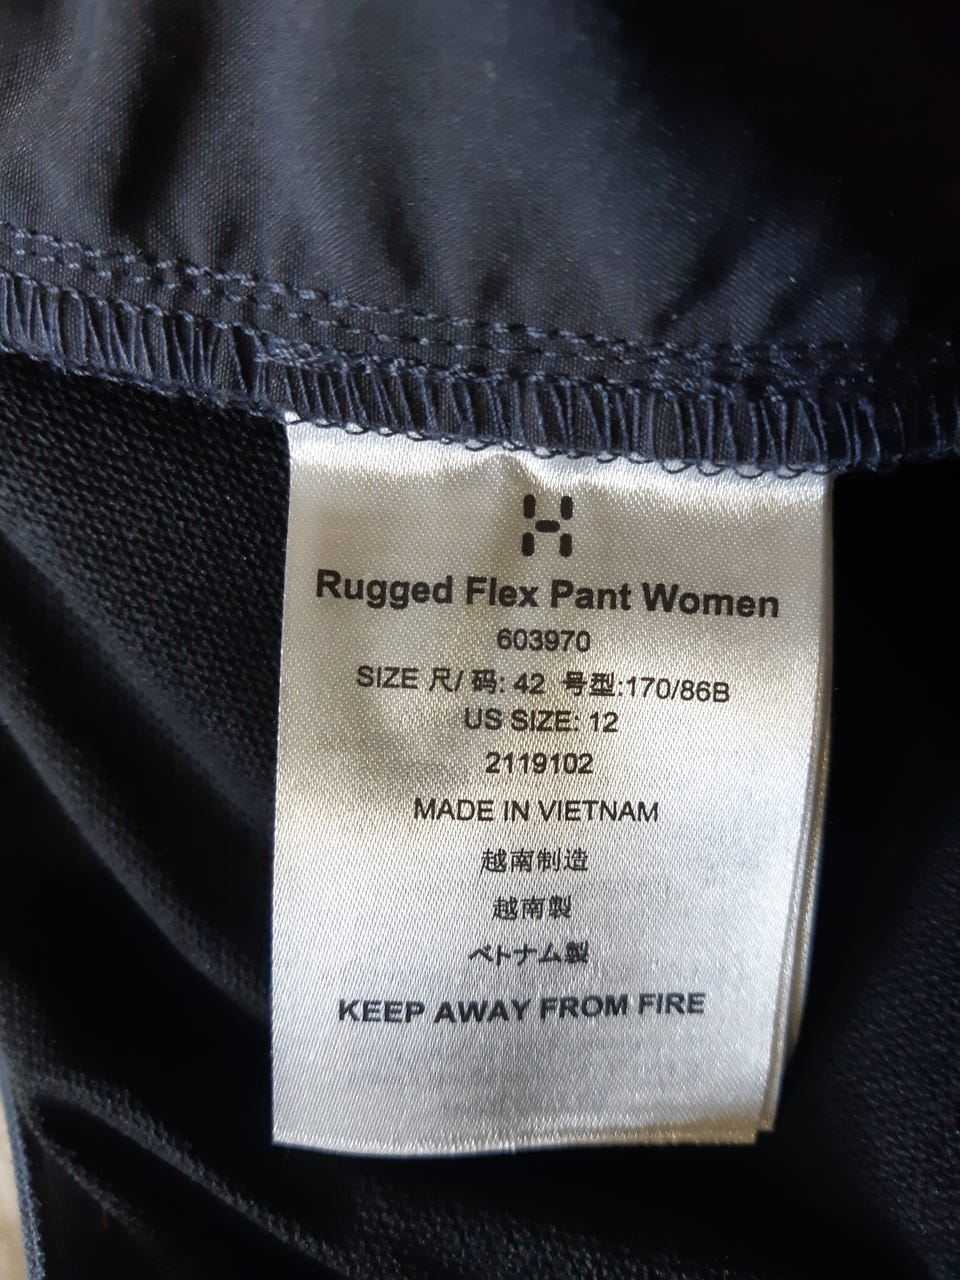 Rugged Flex Pant Women
603970
SIZE 尺/ 码: 42 号型:170/86B
US SIZE: 12
2119102
MADE IN VIETNAM
越南制造
越南製
ベトナム製
KEEP AWAY FROM FIRE